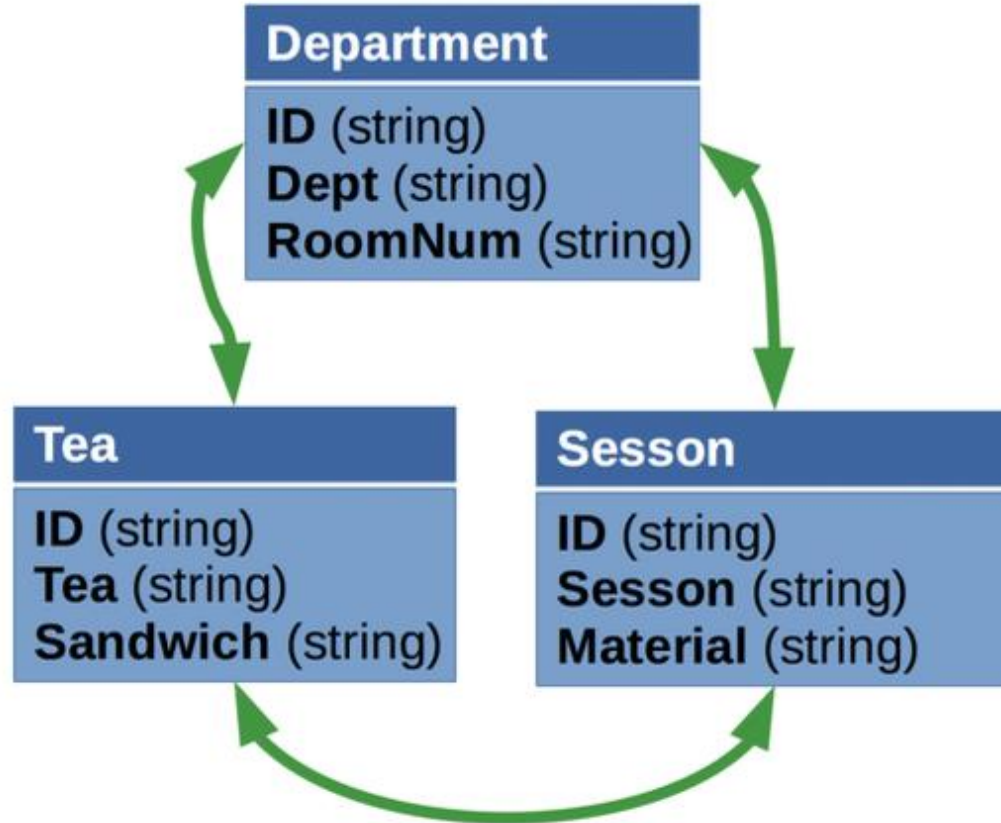 Department
ID (string)
Dept (string)
RoomNum (string)
Tea
ID (string)
Tea (string)
Sandwich (string)
Sesson
ID (string)
Sesson (string)
Material (string)